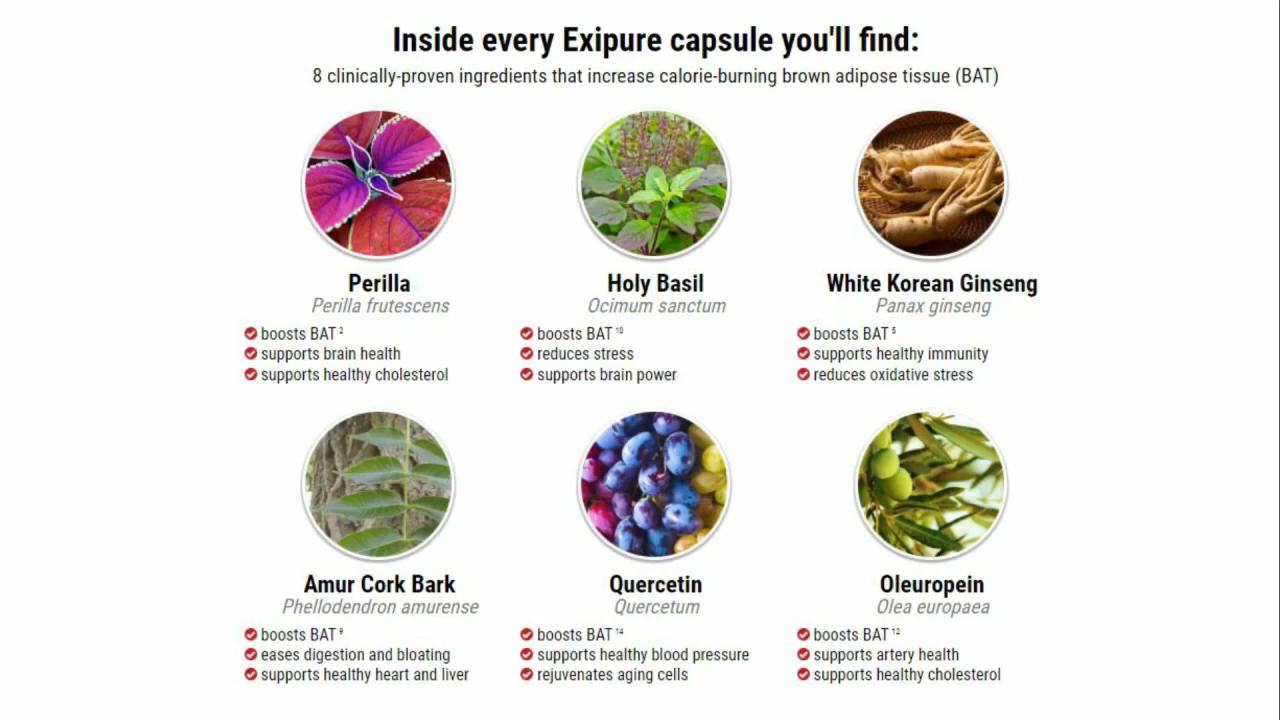 Inside every Exipure capsule you'll find:
8 clinically-proven ingredients that increase calorie-burning brown adipose tissue (BAT)
Perilla
Perilla frutescens
boosts BAT 2
supports brain health
supports healthy cholesterol
Holy Basil
Ocimum sanctum
boosts BAT 10
reduces stress
supports brain power
White Korean Ginseng
Panax ginseng
boosts BAT 5
supports healthy immunity
reduces oxidative stress
Amur Cork Bark
Phellodendron amurense
boosts BAT 9
eases digestion and bloating
supports healthy heart and liver
Quercetin
Quercetum
boosts BAT 14
supports healthy blood pressure
rejuvenates aging cells
Oleuropein
Olea europaea
boosts BAT 12
supports artery health
supports healthy cholesterol